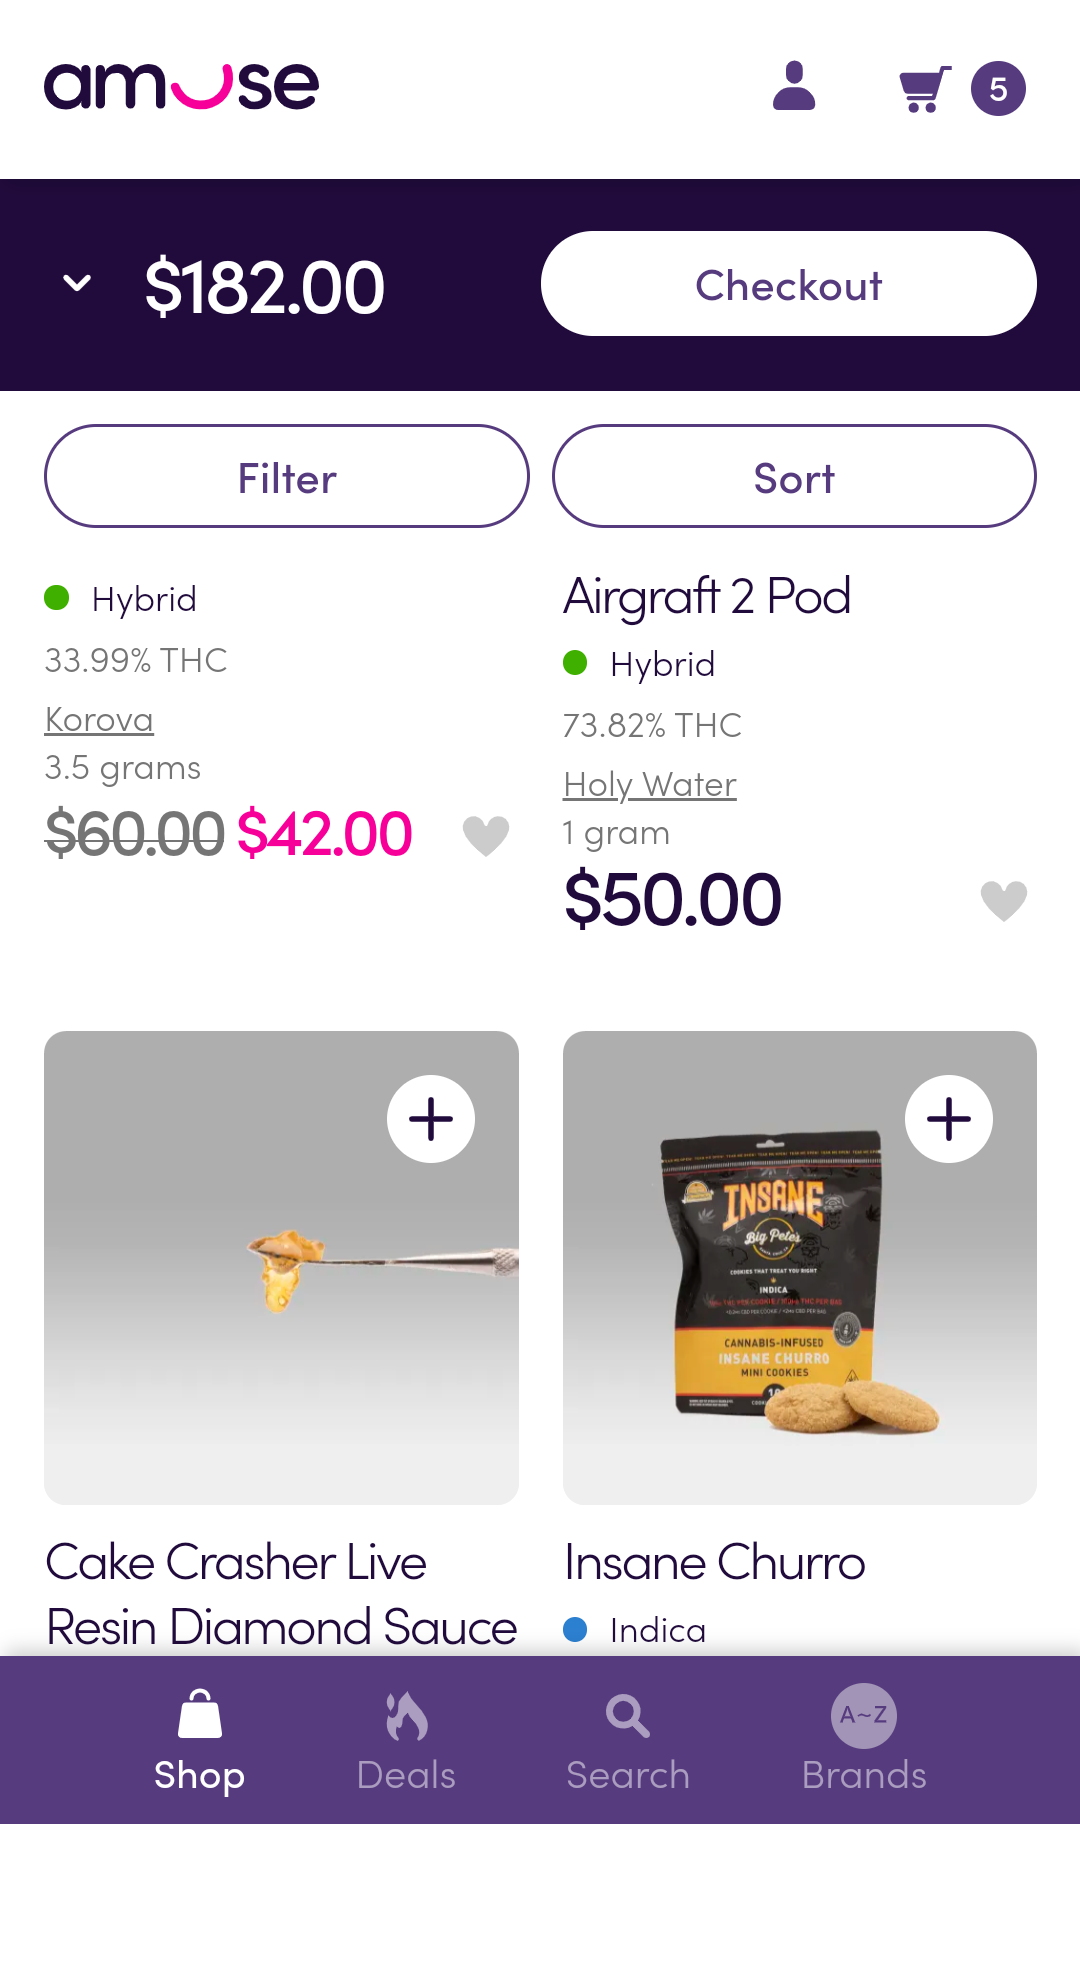 amuse
5
$182.00
Checkout
Filter
Sort
Hybrid
33.99% THC
Korova
3.5 grams
$60.00 $42.00
Airgraft 2 Pod
Hybrid
73.82% THC
Holy Water
1 gram
$50.00
INSANE
Big Pete's
COOKIES THAT TREAT YOU RIGHT
INDICA
CANNABIS-INFUSED
INSANE CHURRO
MINI COOKIES
Cake Crasher Live
Resin Diamond Sauce
Insane Churro
Indica
Shop
Deals
Search
A~Z
Brands